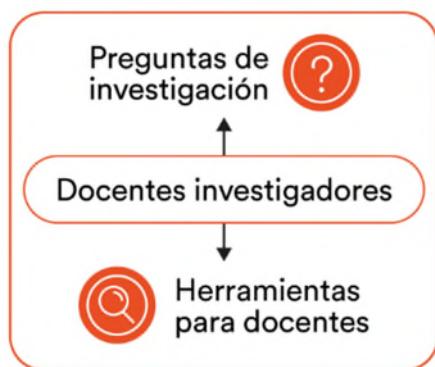 Preguntas de
investigación
?
Docentes investigadores
Herramientas
para docentes